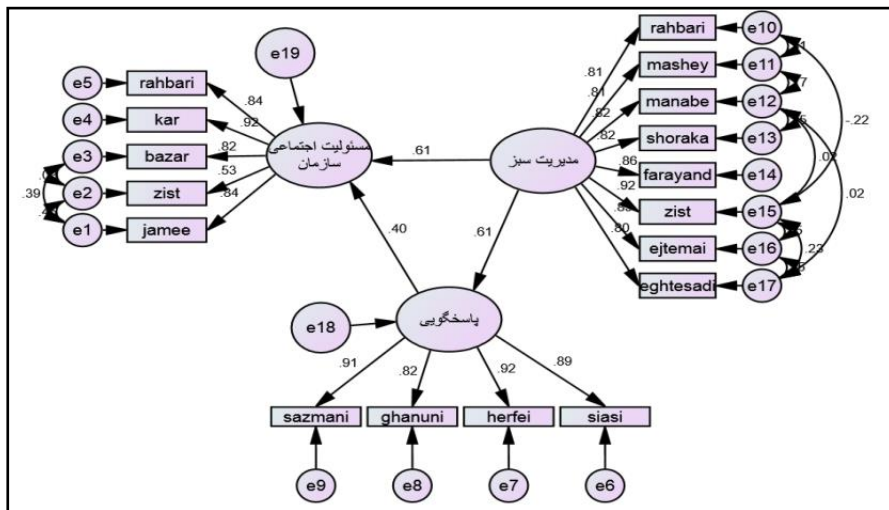 e19
e5
rahbari
.84
e4
kar
.92
e3
bazar
.82
e2
zist
.53
e1
jamee
.84
.39
مسئولیت اجتماعی
سازمان
.61
مدیریت سبز
.40
.61
rahbari
e10
.81
mashey
e11
.81
manabe
e12
.82
shoraka
e13
.82
farayand
e14
.86
zist
e15
.92
ejtemai
e16
eghtesadi
e17
.80
-.22
.02
.02
.23
e18
پاسخگویی
.91
.82
.92
.89
sazmani
ghanuni
herfei
siasi
e9
e8
e7
e6